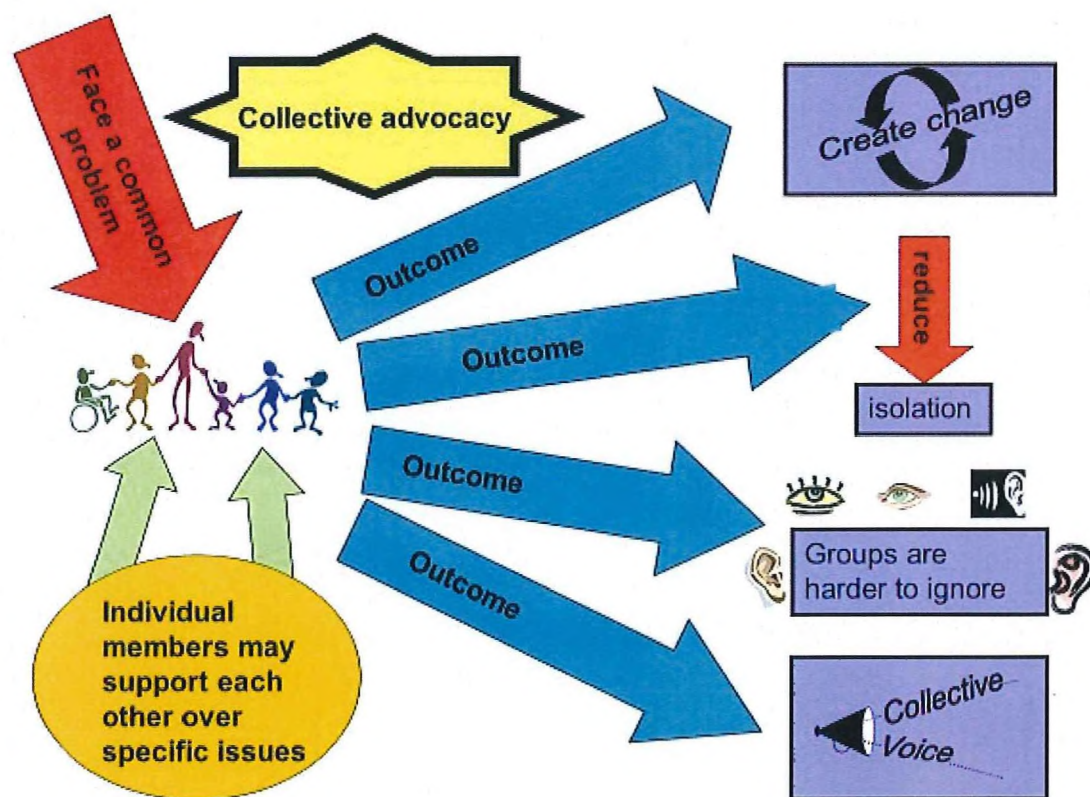 Face a common
problem
Collective advocacy
Create change
Outcome
Outcome
reduce
isolation
Outcome
Groups are
harder to ignore
Outcome
Individual
members may
support each
other over
specific issues
Collective
Voice